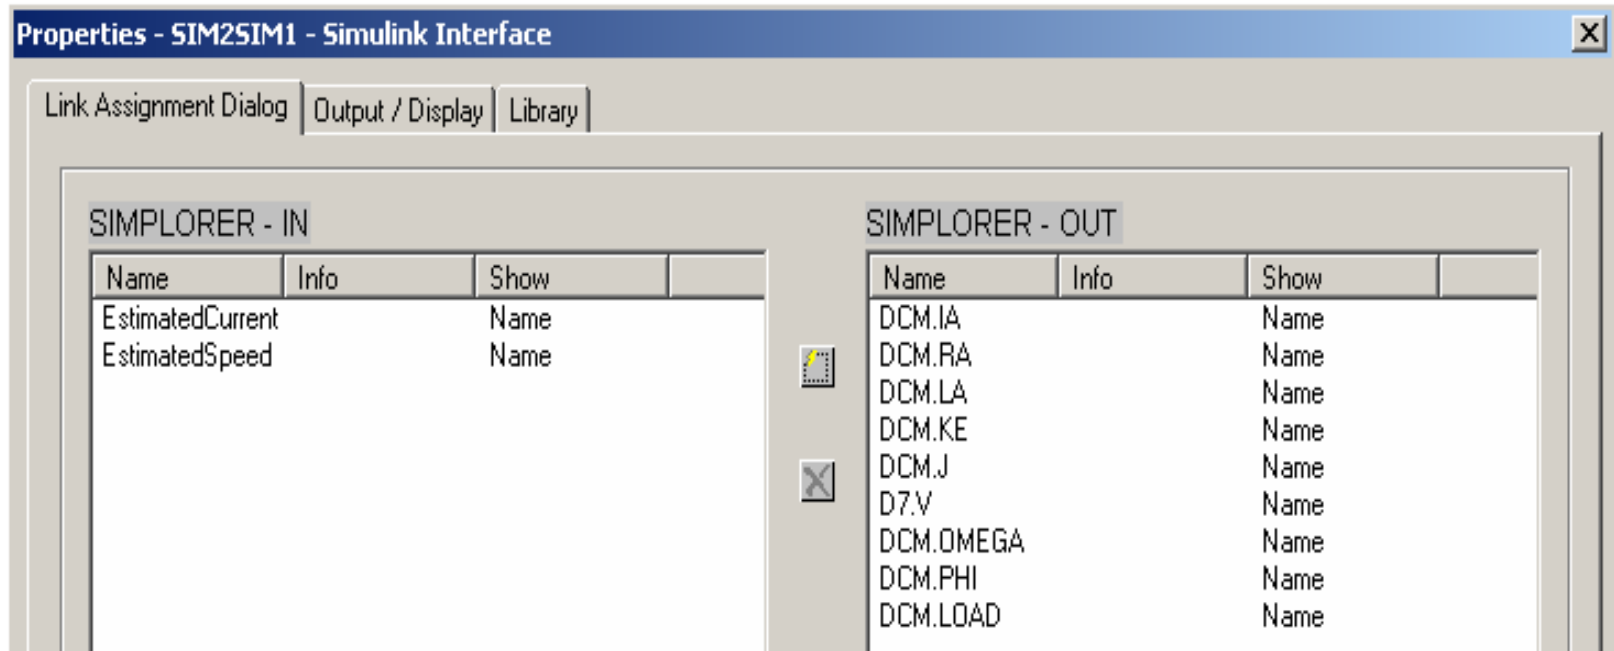 Properties - SIM2SIM1 - Simulink Interface
Link Assignment Dialog Output / Display Library
SIMPLORER - IN SIMPLORER - OUT
Name Info Show Name Info Show
EstimatedCurrent Name DCM.IA Name
EstimatedSpeed Name DCM.RA Name
DCM.LA Name
DCM.KE Name
DCM.J Name
D7.V Name
DCM.OMEGA Name
DCM.PHI Name
DCM.LOAD Name